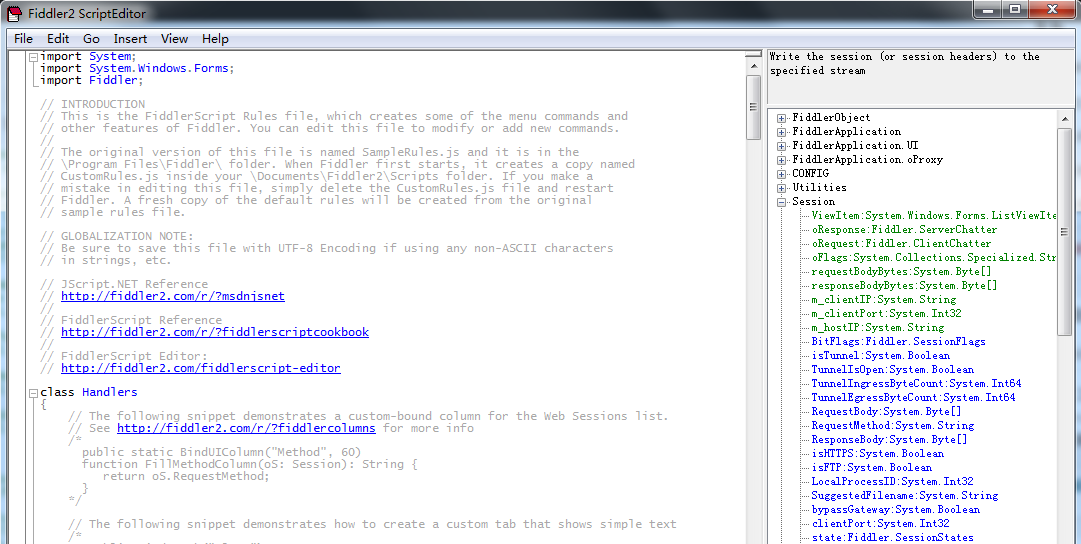 Fiddler2 ScriptEditor
File Edit Go Insert View Help
import System;
import System.Windows.Forms;
import Fiddler;
// INTRODUCTION
// This is the FiddlerScript Rules file, which creates some of the menu commands and
// other features of Fiddler. You can edit this file to modify or add new commands.
//
// The original version of this file is named SampleRules.js and it is in the
// \Program Files\Fiddler\ folder. When Fiddler first starts, it creates a copy named
// CustomRules.js inside your \Documents\Fiddler2\Scripts folder. If you make a
// mistake in editing this file, simply delete the CustomRules.js file and restart
// Fiddler. A fresh copy of the default rules will be created from the original
// sample rules file.
// GLOBALIZATION NOTE:
// Be sure to save this file with UTF-8 Encoding if using any non-ASCII characters
// in strings, etc.
// JScript.NET Reference
// http://fiddler2.com/r/?msdnjsnet
//
// FiddlerScript Reference
// http://fiddler2.com/r/?fiddlerscriptcookbook
//
// FiddlerScript Editor:
// http://fiddler2.com/fiddlerscript-editor
class Handlers
{
// The following snippet demonstrates a custom-bound column for the Web Sessions list.
// See http://fiddler2.com/r/?fiddlercolumns for more info
/*
public static BindUIColumn("Method", 60)
function FillMethodColumn(oS: Session): String {
return oS.RequestMethod;
}
*/
// The following snippet demonstrates how to create a custom tab that shows simple text
/*
Write the session (or session headers) to the
specified stream
FiddlerObject
FiddlerApplication
FiddlerApplication.UI
FiddlerApplication.oProxy
CONFIG
Utilities
Session
ViewItem:System.Windows.Forms.ListViewIte
oResponse:Fiddler.ServerChatter
oRequest:Fiddler.ClientChatter
oFlags:System.Collections.Specialized.Str
requestBodyBytes:System.Byte[]
responseBodyBytes:System.Byte[]
m_clientIP:System.String
m_clientPort:System.Int32
m_hostIP:System.String
BitFlags:Fiddler.SessionFlags
isTunnel:System.Boolean
TunnelIsOpen:System.Boolean
TunnelIngressByteCount:System.Int64
TunnelEgressByteCount:System.Int64
RequestBody:System.Byte[]
RequestMethod:System.String
ResponseBody:System.Byte[]
isHTTPS:System.Boolean
isFTP:System.Boolean
LocalProcessID:System.Int32
SuggestedFilename:System.String
bypassGateway:System.Boolean
clientPort:System.Int32
state:Fiddler.SessionStates